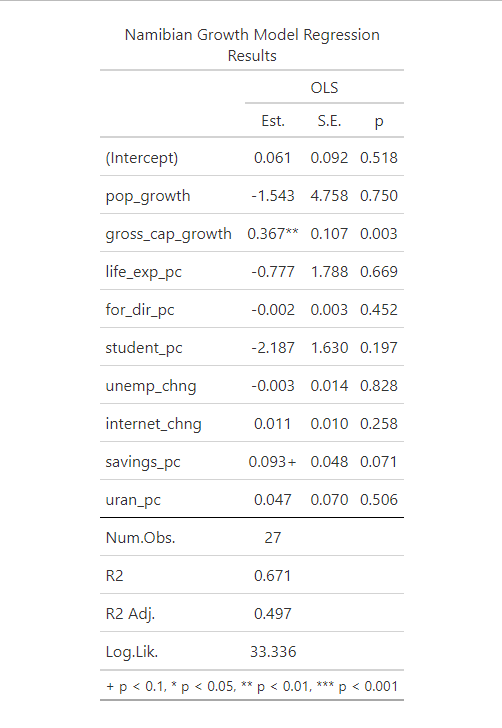 Namibian Growth Model Regression
Results
OLS
Est. S.E. p
(Intercept) 0.061 0.092 0.518
pop_growth -1.543 4.758 0.750
gross_cap_growth 0.367** 0.107 0.003
life_exp_pc -0.777 1.788 0.669
for_dir_pc -0.002 0.003 0.452
student_pc -2.187 1.630 0.197
unemp_chng -0.003 0.014 0.828
internet_chng 0.011 0.010 0.258
savings_pc 0.093+ 0.048 0.071
uran_pc 0.047 0.070 0.506
Num.Obs. 27
R2 0.671
R2 Adj. 0.497
Log.Lik. 33.336
+ p < 0.1, * p < 0.05, ** p < 0.01, *** p < 0.001